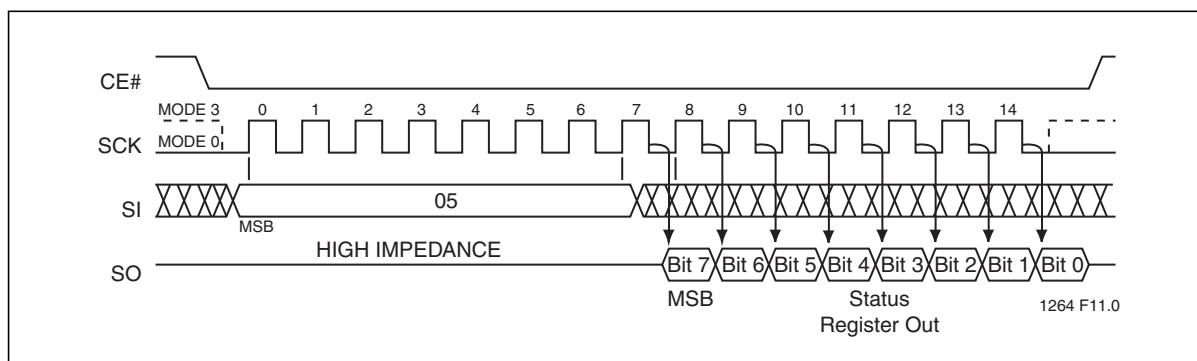 CE#
MODE 3 0 1 2 3 4 5 6 7 8 9 10 11 12 13 14
SCK MODE 0
SI 05
MSB
HIGH IMPEDANCE
SO Bit 7 Bit 6 Bit 5 Bit 4 Bit 3 Bit 2 Bit 1 Bit 0
MSB Status
Register Out
1264 F11.0